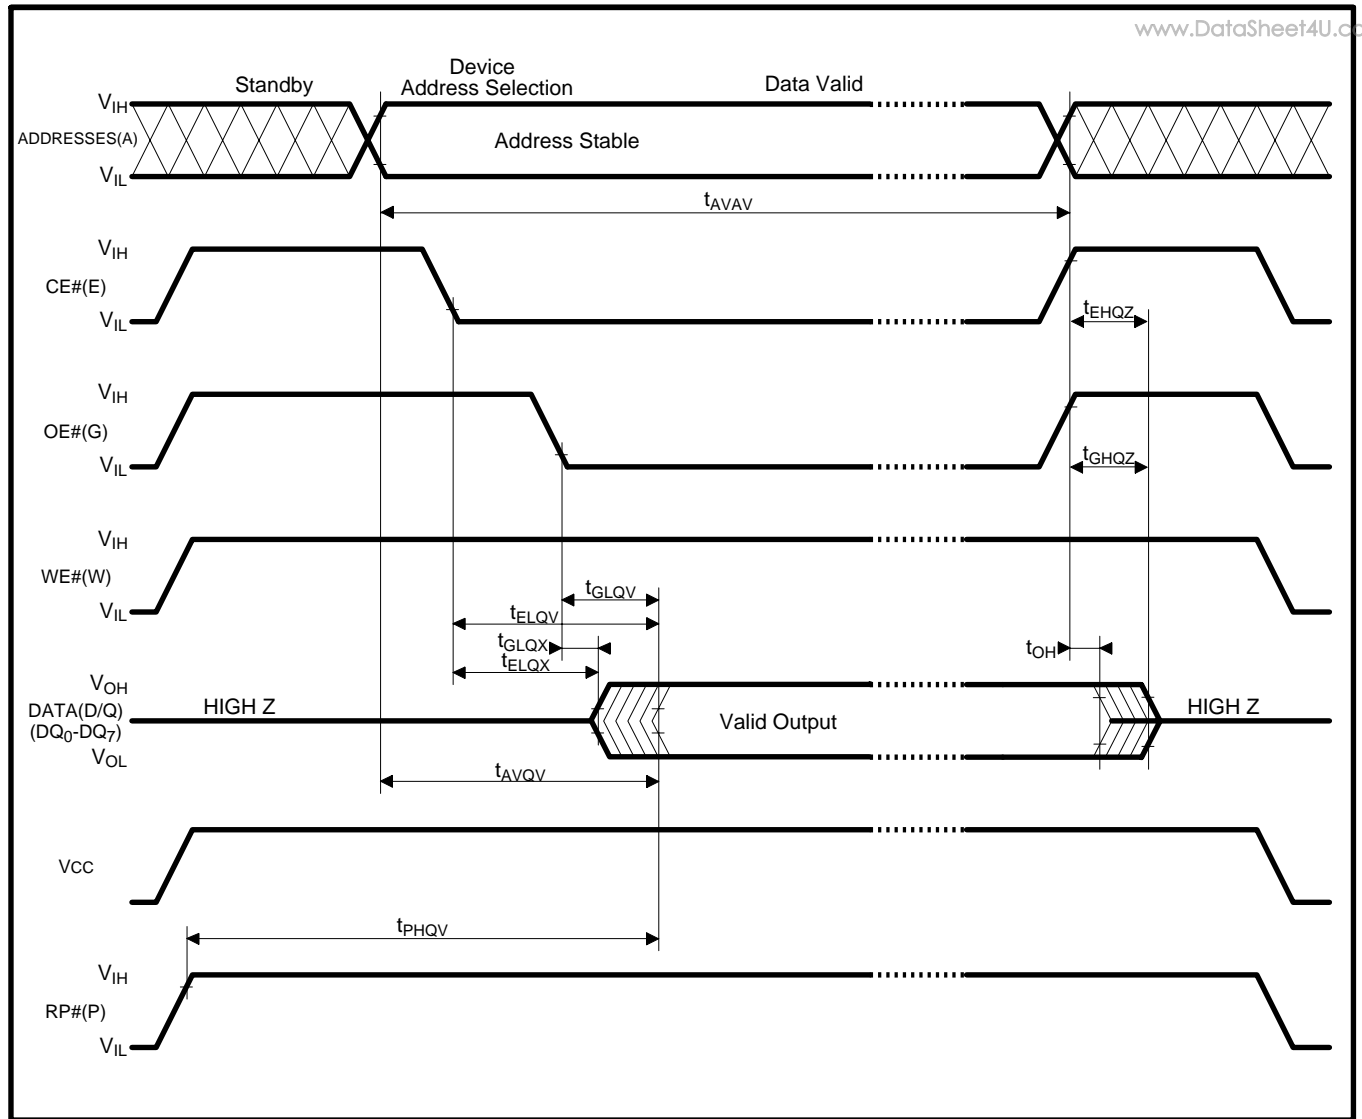 www.DataSheet4U.co
Standby
Device
Address Selection
Data Valid
VIH
ADDRESSES(A)
VIL
Address Stable
tAVAV
VIH
CE#(E)
VIL
tEHQZ
VIH
OE#(G)
VIL
tGHQZ
VIH
WE#(W)
VIL
tGLQV
tELQV
tGLQX
tELQX
tOH
VOH
DATA(D/Q)
(DQ0-DQ7)
VOL
HIGH Z
Valid Output
HIGH Z
tAVQV
VCC
tPHQV
VIH
RP#(P)
VIL